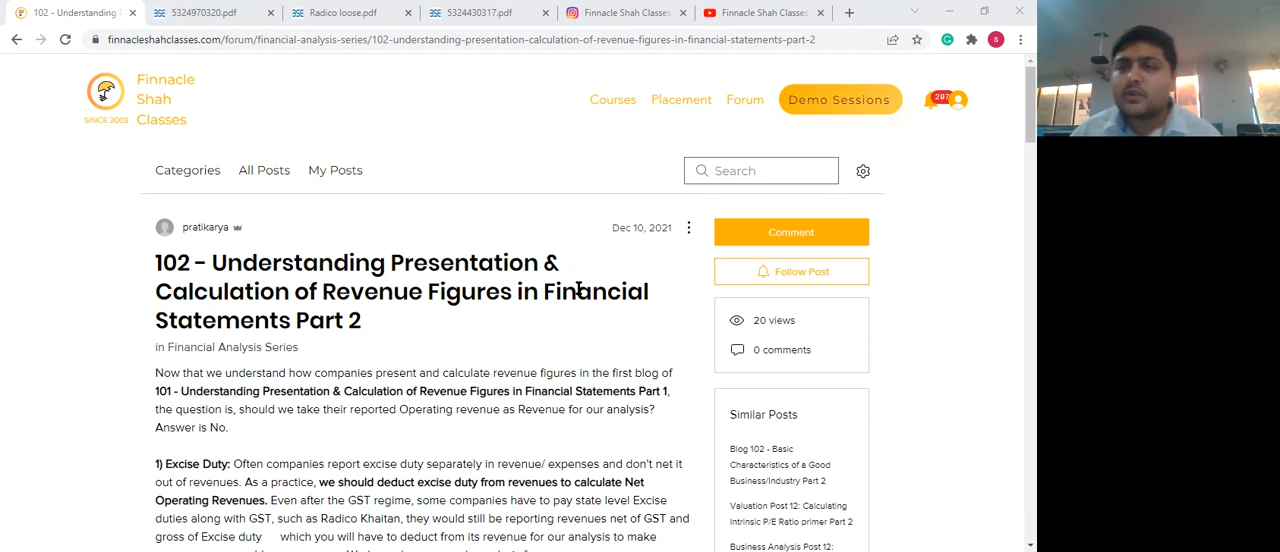 102 - Understanding P
5324970320.pdf
Radico loose.pdf
5324430317.pdf
Finnacle Shah Classes
Finnacle Shah Classes
finnacleshahclasses.com/forum/financial-analysis-series/102-understanding-presentation-calculation-of-revenue-figures-in-financial-statements-part-2
S
Finnacle
Shah
Classes
SINCE 2003
Courses Placement Forum Demo Sessions 297
Categories All Posts My Posts
Search
pratikarya
Dec 10, 2021
102 - Understanding Presentation &
Calculation of Revenue Figures in Financial
Statements Part 2
in Financial Analysis Series
Now that we understand how companies present and calculate revenue figures in the first blog of
101 - Understanding Presentation & Calculation of Revenue Figures in Financial Statements Part 1,
the question is, should we take their reported Operating revenue as Revenue for our analysis?
Answer is No.
1) Excise Duty: Often companies report excise duty separately in revenue/ expenses and don't net it
out of revenues. As a practice, we should deduct excise duty from revenues to calculate Net
Operating Revenues. Even after the GST regime, some companies have to pay state level Excise
duties along with GST, such as Radico Khaitan, they would still be reporting revenues net of GST and
gross of Excise duty which you will have to deduct from its revenue for our analysis to make
Comment
Follow Post
20 views
0 comments
Similar Posts
Blog 102 - Basic
Characteristics of a Good
Business/Industry Part 2
Valuation Post 12: Calculating
Intrinsic P/E Ratio primer Part 2
Business Analysis Post 12: